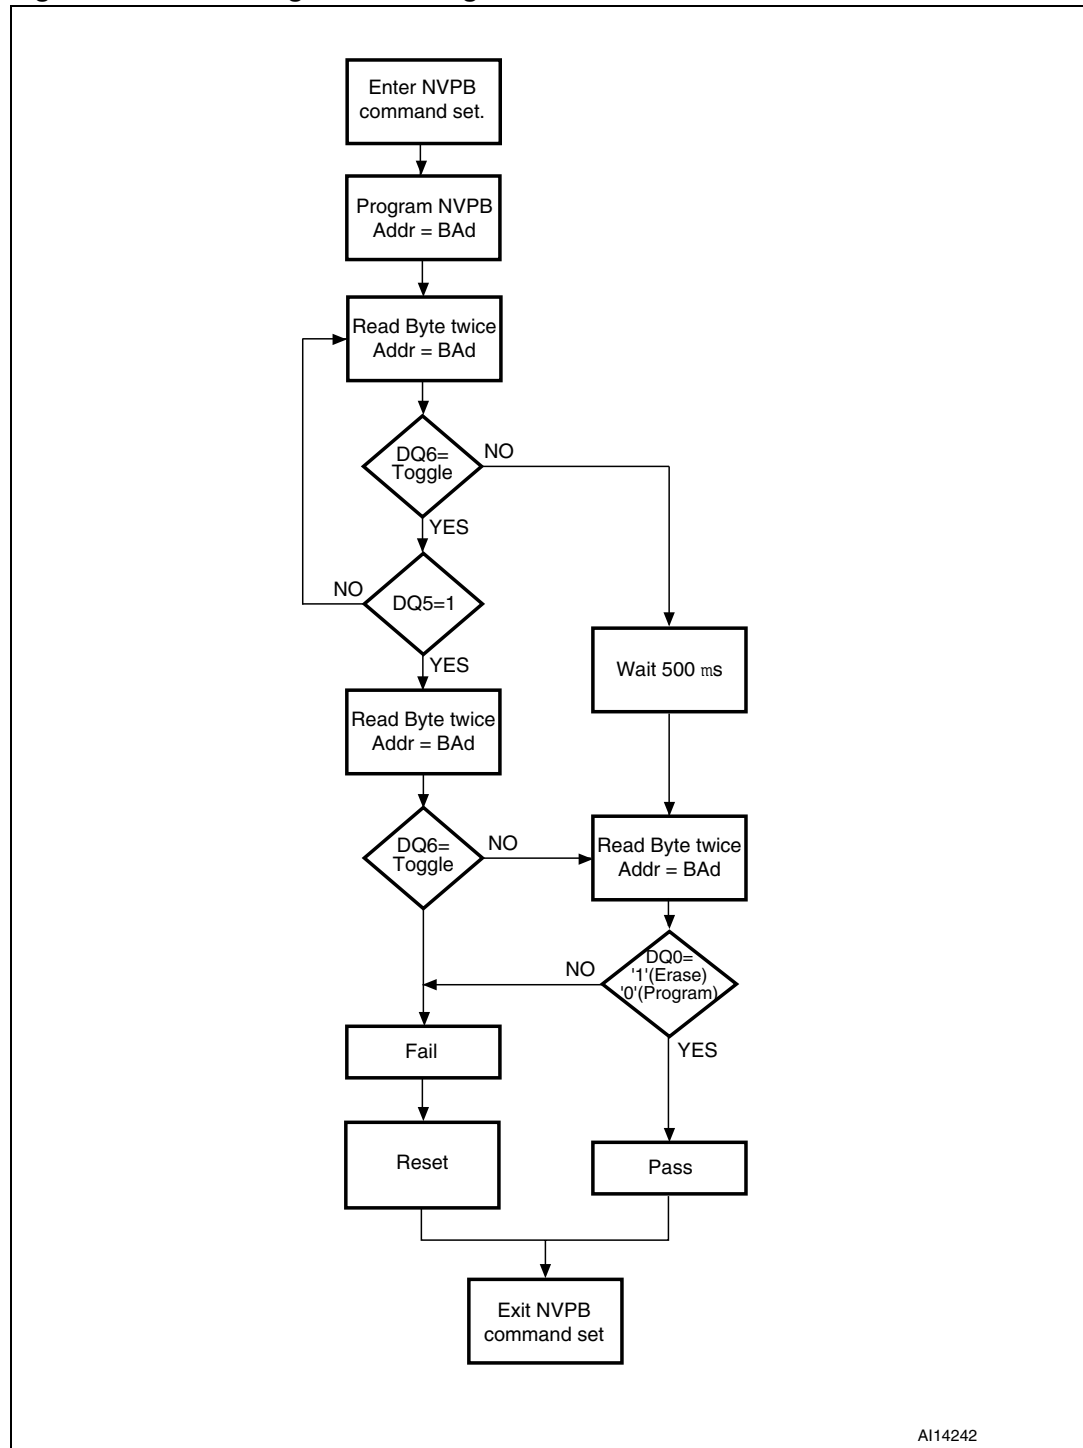 Enter NVPB
command set.
Program NVPB
Addr = BAd
Read Byte twice
Addr = BAd
DQ6=
Toggle
NO
YES
DQ5=1
NO
YES
Wait 500 ms
Read Byte twice
Addr = BAd
DQ6=
Toggle
NO
Read Byte twice
Addr = BAd
DQ0=
'1'(Erase)
'0'(Program)
NO
YES
Fail
Reset
Pass
Exit NVPB
command set
AI14242